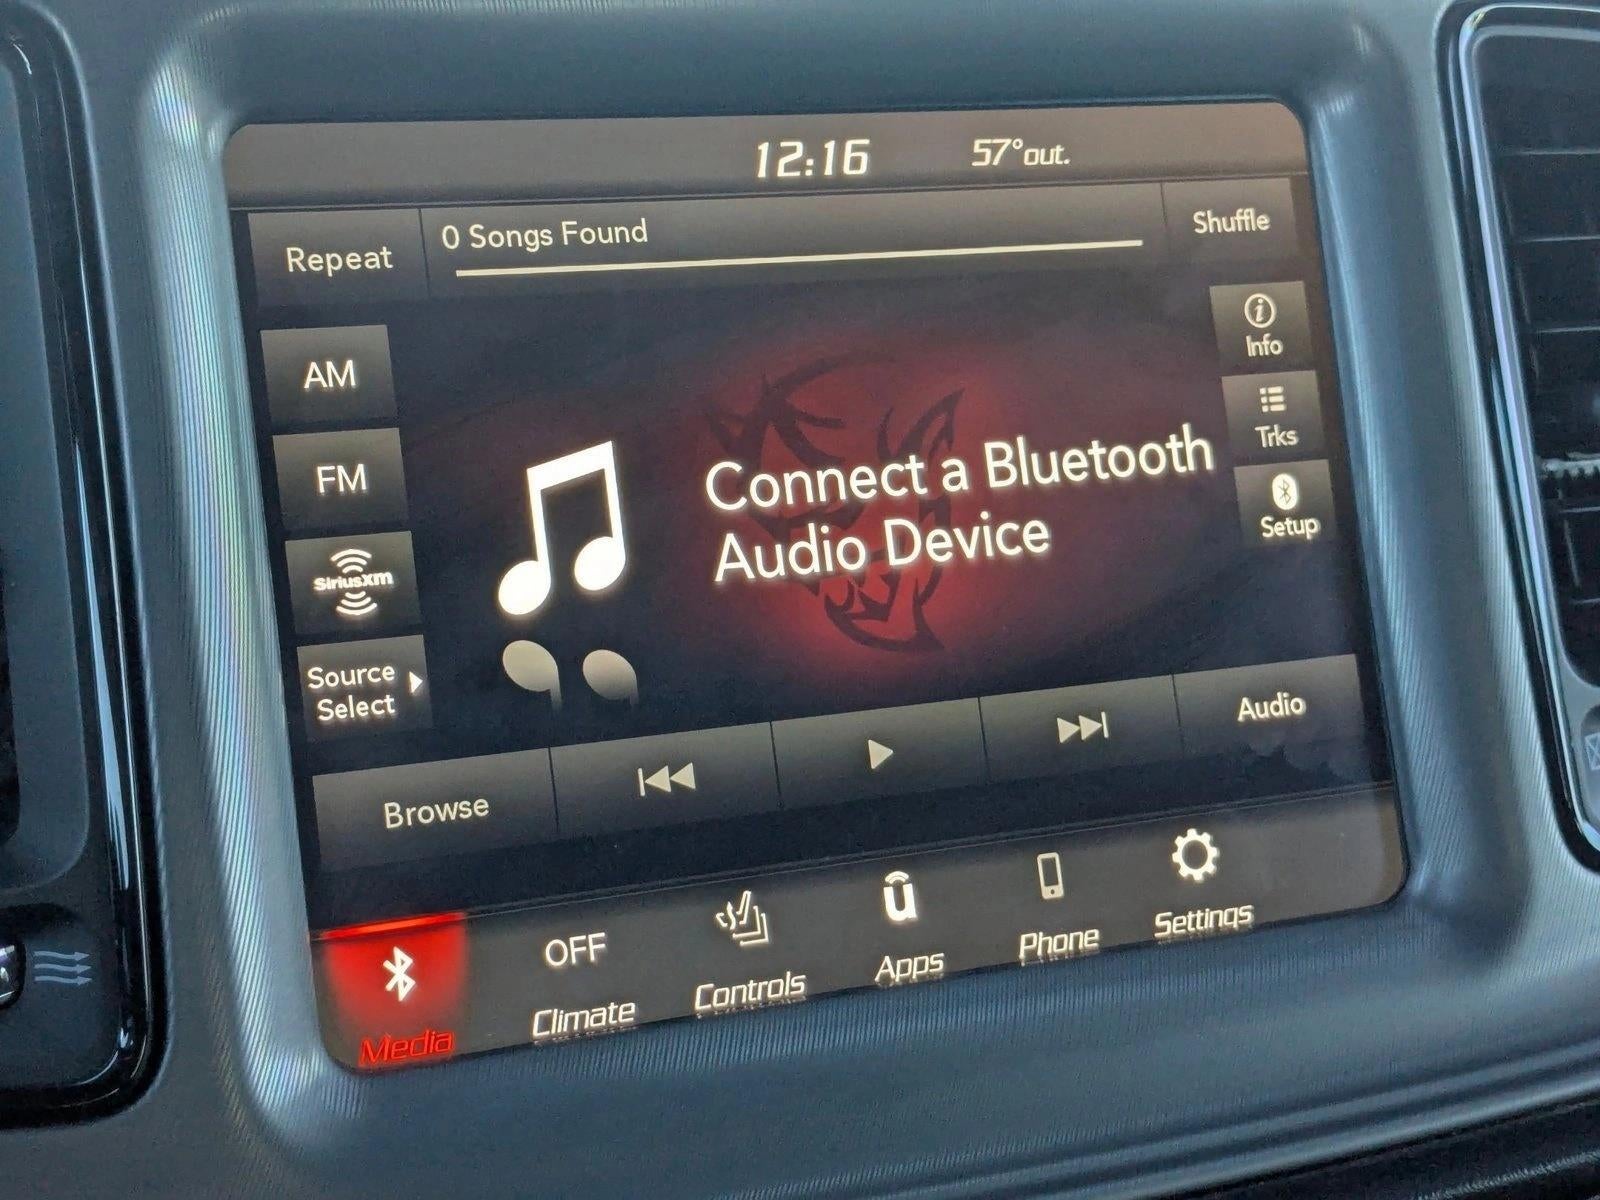 12:16 57°out.
Repeat 0 Songs Found Shuffle
AM
FM
SiriusXm
Source
Select
Info
Trks
Setup
Connect a Bluetooth
Audio Device
Browse
Audio
OFF
u
Media Climate Controls Apps Phone Settings